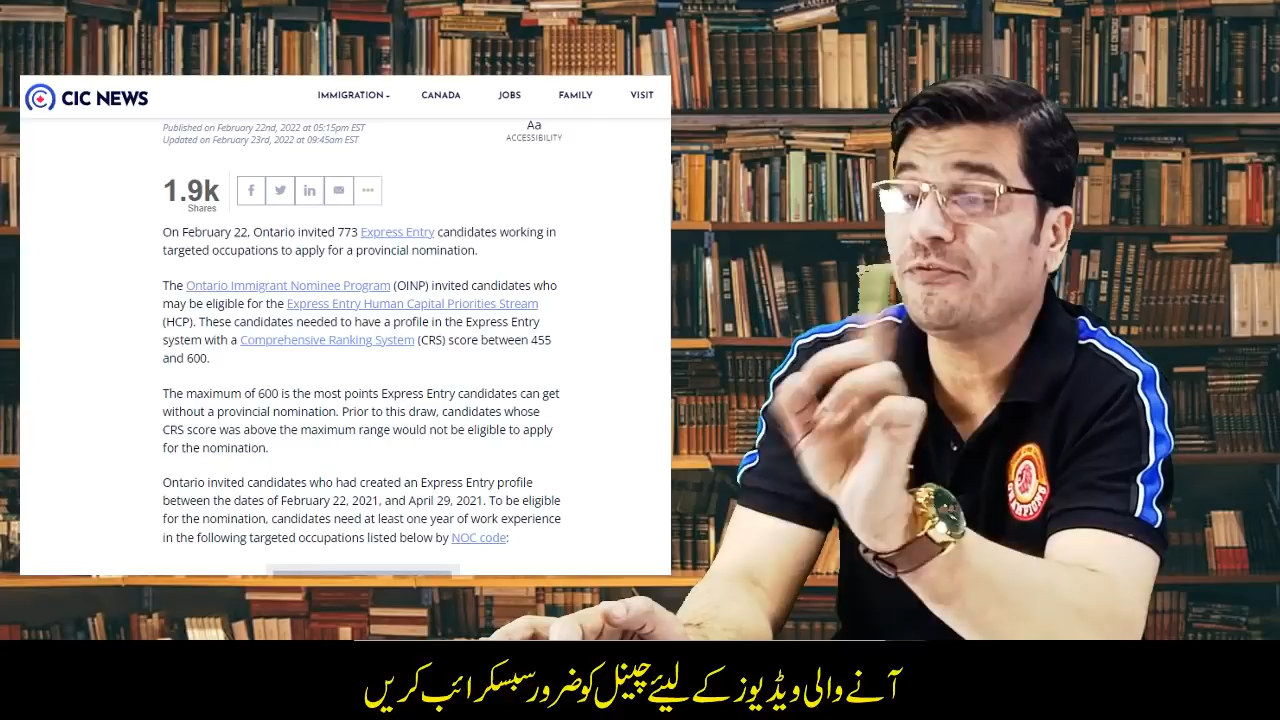 CIC NEWS
IMMIGRATION CANADA JOBS FAMILY VISIT
Published on February 22nd, 2022 at 05:15pm EST
Updated on February 23rd, 2022 at 09:45am EST
Aa
ACCESSIBILITY
1.9k
Shares
On February 22, Ontario invited 773 Express Entry candidates working in
targeted occupations to apply for a provincial nomination.
The Ontario Immigrant Nominee Program (OINP) invited candidates who
may be eligible for the Express Entry Human Capital Priorities Stream
(HCP). These candidates needed to have a profile in the Express Entry
system with a Comprehensive Ranking System (CRS) score between 455
and 600.
The maximum of 600 is the most points Express Entry candidates can get
without a provincial nomination. Prior to this draw, candidates whose
CRS score was above the maximum range would not be eligible to apply
for the nomination.
Ontario invited candidates who had created an Express Entry profile
between the dates of February 22, 2021, and April 29, 2021. To be eligible
for the nomination, candidates need at least one year of work experience
in the following targeted occupations listed below by NOC code:
CHAMPIONS
آنے والی ویڈیوز کے لیئے چینل کو ضرور سبسکرائب کریں